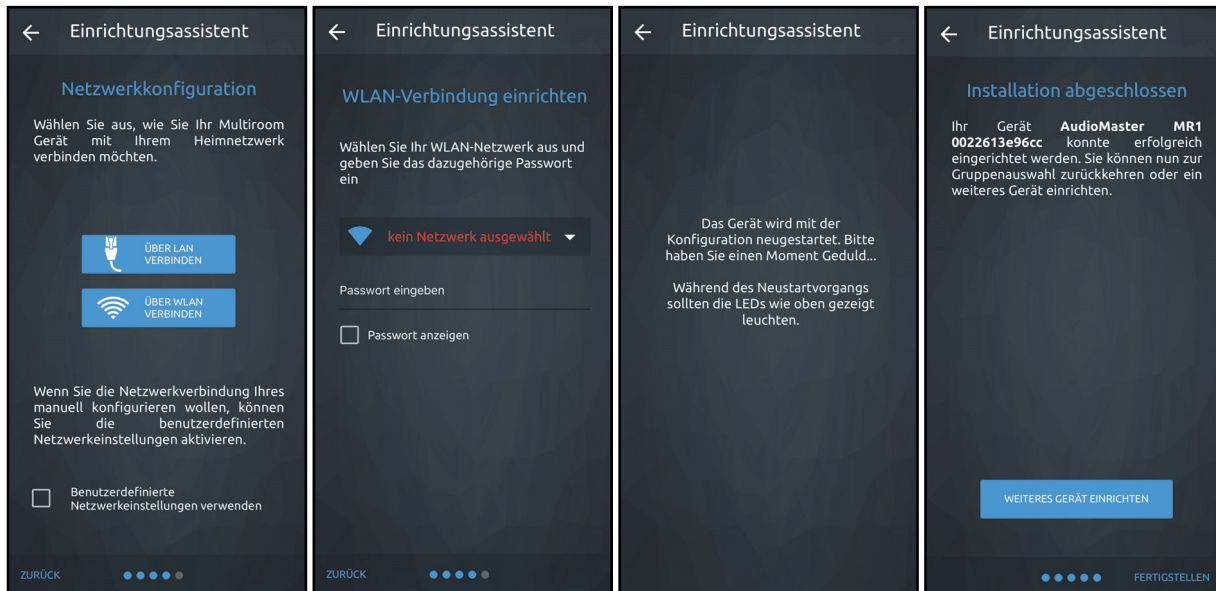 Einrichtungsassistent
Netzwerkkonfiguration
Wählen Sie aus, wie Sie Ihr Multiroom
Gerät mit Ihrem Heimnetzwerk
verbinden möchten.
ÜBER LAN
VERBINDEN
ÜBER WLAN
VERBINDEN
Wenn Sie die Netzwerkverbindung Ihres
manuell konfigurieren wollen, können
Sie die benutzerdefinierten
Netzwerkeinstellungen aktivieren.
Benutzerdefinierte
Netzwerkeinstellungen verwenden
ZURÜCK
Einrichtungsassistent
WLAN-Verbindung einrichten
Wählen Sie Ihr WLAN-Netzwerk aus und
geben Sie das dazugehörige Passwort
ein
kein Netzwerk ausgewählt
Passwort eingeben
Passwort anzeigen
ZURÜCK
Einrichtungsassistent
Das Gerät wird mit der
Konfiguration neugestartet. Bitte
haben Sie einen Moment Geduld...
Während des Neustartvorgangs
sollten die LEDs wie oben gezeigt
leuchten.
Einrichtungsassistent
Installation abgeschlossen
Ihr Gerät AudioMaster MR1
0022613e96cc konnte erfolgreich
eingerichtet werden. Sie können nun zur
Gruppenauswahl zurückkehren oder ein
weiteres Gerät einrichten.
WEITERES GERÄT EINRICHTEN
FERTIGSTELLEN